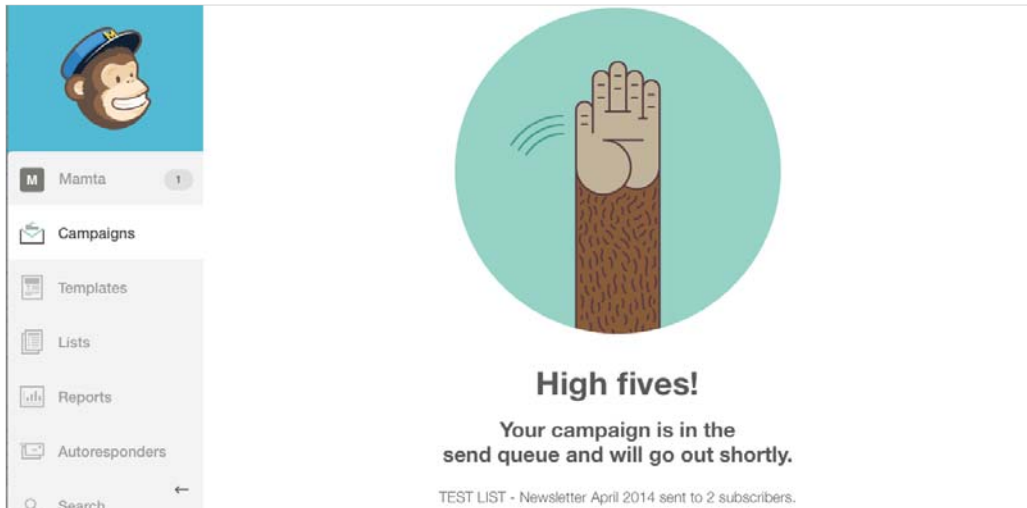 M Mamta 1
Campaigns
Templates
Lists
Reports
Autoresponders
Search
High fives!
Your campaign is in the
send queue and will go out shortly.
TEST LIST - Newsletter April 2014 sent to 2 subscribers.